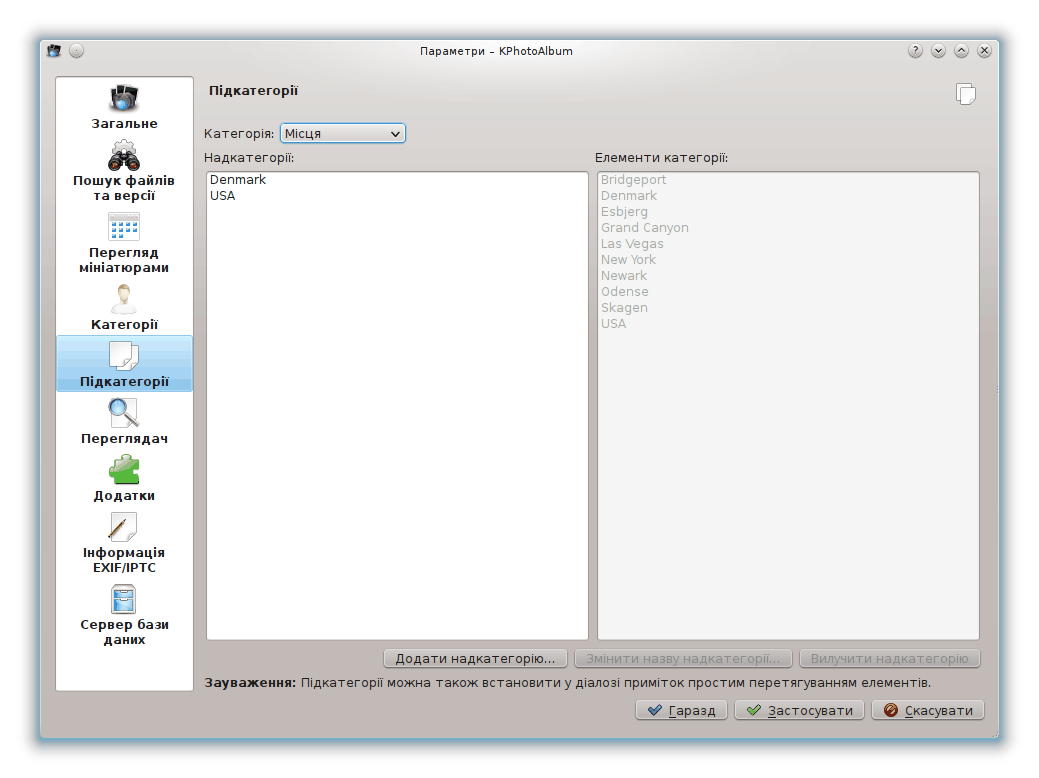 Параметри – KPhotoAlbum
Загальне
Пошук файлів
та версії
Перегляд
мініатюрами
Категорії
Підкатегорії
Переглядач
Додатки
Інформація
EXIF/IPTC
Сервер бази
даних
Підкатегорії
Категорія: Місця
Надкатегорії:
Denmark
USA
Елементи категорії:
Bridgeport
Denmark
Esbjerg
Grand Canyon
Las Vegas
New York
Newark
Odense
Skagen
USA
Додати надкатегорію... Змінити назву надкатегорії... Вилучити надкатегорію
Зауваження: Підкатегорії можна також встановити у діалозі приміток простим перетягуванням елементів.
Гаразд Застосувати Скасувати